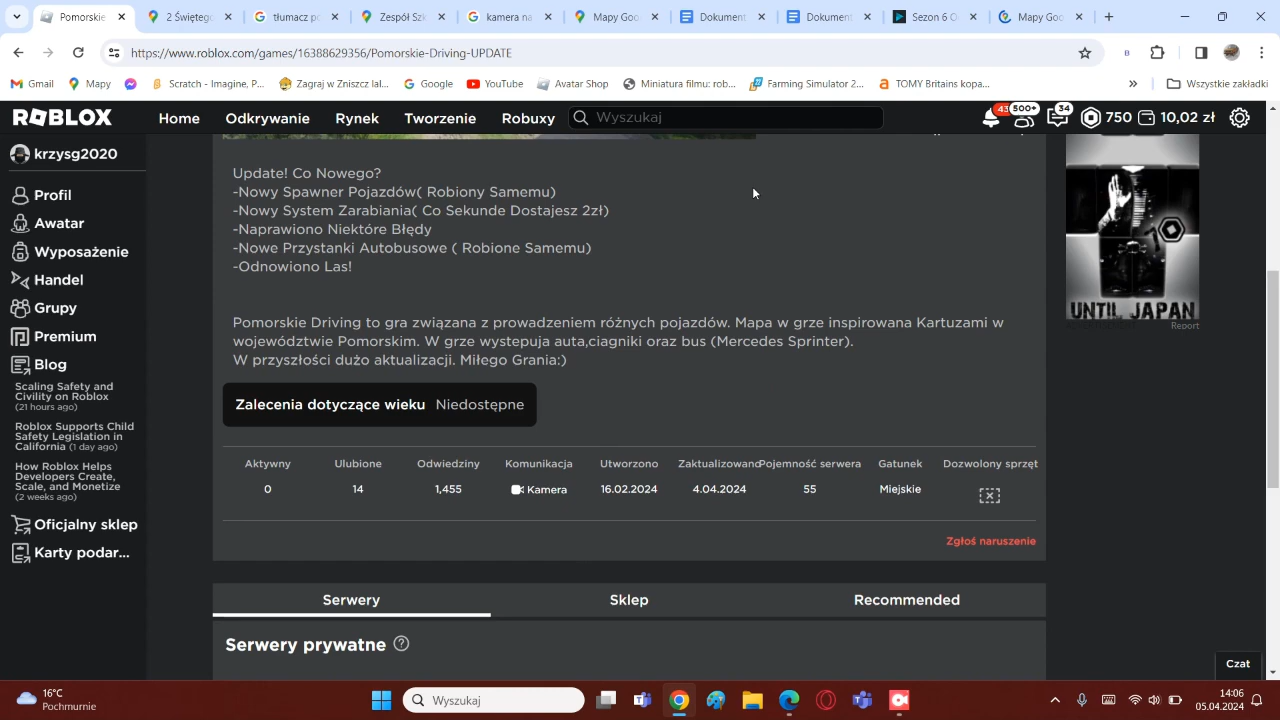 Pomorskie
2 Świętego
tłumacz po
Zespół Szk
kamera na
Mapy Goo
Dokument
Dokument
Sezon 6 O
Mapy Goo
https://www.roblox.com/games/16388629356/Pomorskie-Driving-UPDATE
Gmail
Mapy
Scratch - Imagine, P...
Zagraj w Zniszcz lal...
Google
YouTube
Avatar Shop
Miniatura filmu: rob...
Farming Simulator 2...
TOMY Britains kopa...
Wszystkie zakładki
ROBLOX
Home
Odkrywanie
Rynek
Tworzenie
Robuxy
Wyszukaj
43
500+
34
750
10,02 zł
krzysg2020
Profil
Awatar
Wyposażenie
Handel
Grupy
Premium
Blog
Scaling Safety and
Civility on Roblox
(21 hours ago)
Roblox Supports Child
Safety Legislation in
California (1 day ago)
How Roblox Helps
Developers Create,
Scale, and Monetize
(2 weeks ago)
Oficjalny sklep
Karty podar...
Update! Co Nowego?
-Nowy Spawner Pojazdów( Robiony Samemu)
-Nowy System Zarabiania( Co Sekunde Dostajesz 2zł)
-Naprawiono Niektóre Błędy
-Nowe Przystanki Autobusowe ( Robione Samemu)
-Odnowiono Las!
Pomorskie Driving to gra związana z prowadzeniem różnych pojazdów. Mapa w grze inspirowana Kartuzami w
województwie Pomorskim. W grze wystepuja auta,ciagniki oraz bus (Mercedes Sprinter).
W przyszłości dużo aktualizacji. Miłego Grania:)
Zalecenia dotyczące wieku Niedostępne
Aktywny
Ulubione
Odwiedziny
Komunikacja
Utworzono
Zaktualizowano
Pojemność serwera
Gatunek
Dozwolony sprzęt
0
14
1,455
Kamera
16.02.2024
4.04.2024
55
Miejskie
Zgłoś naruszenie
Serwery
Sklep
Recommended
Serwery prywatne
UNTIL JAPAN
Report
Czat
16°C
Pochmurnie
Wyszukaj
14:06
05.04.2024